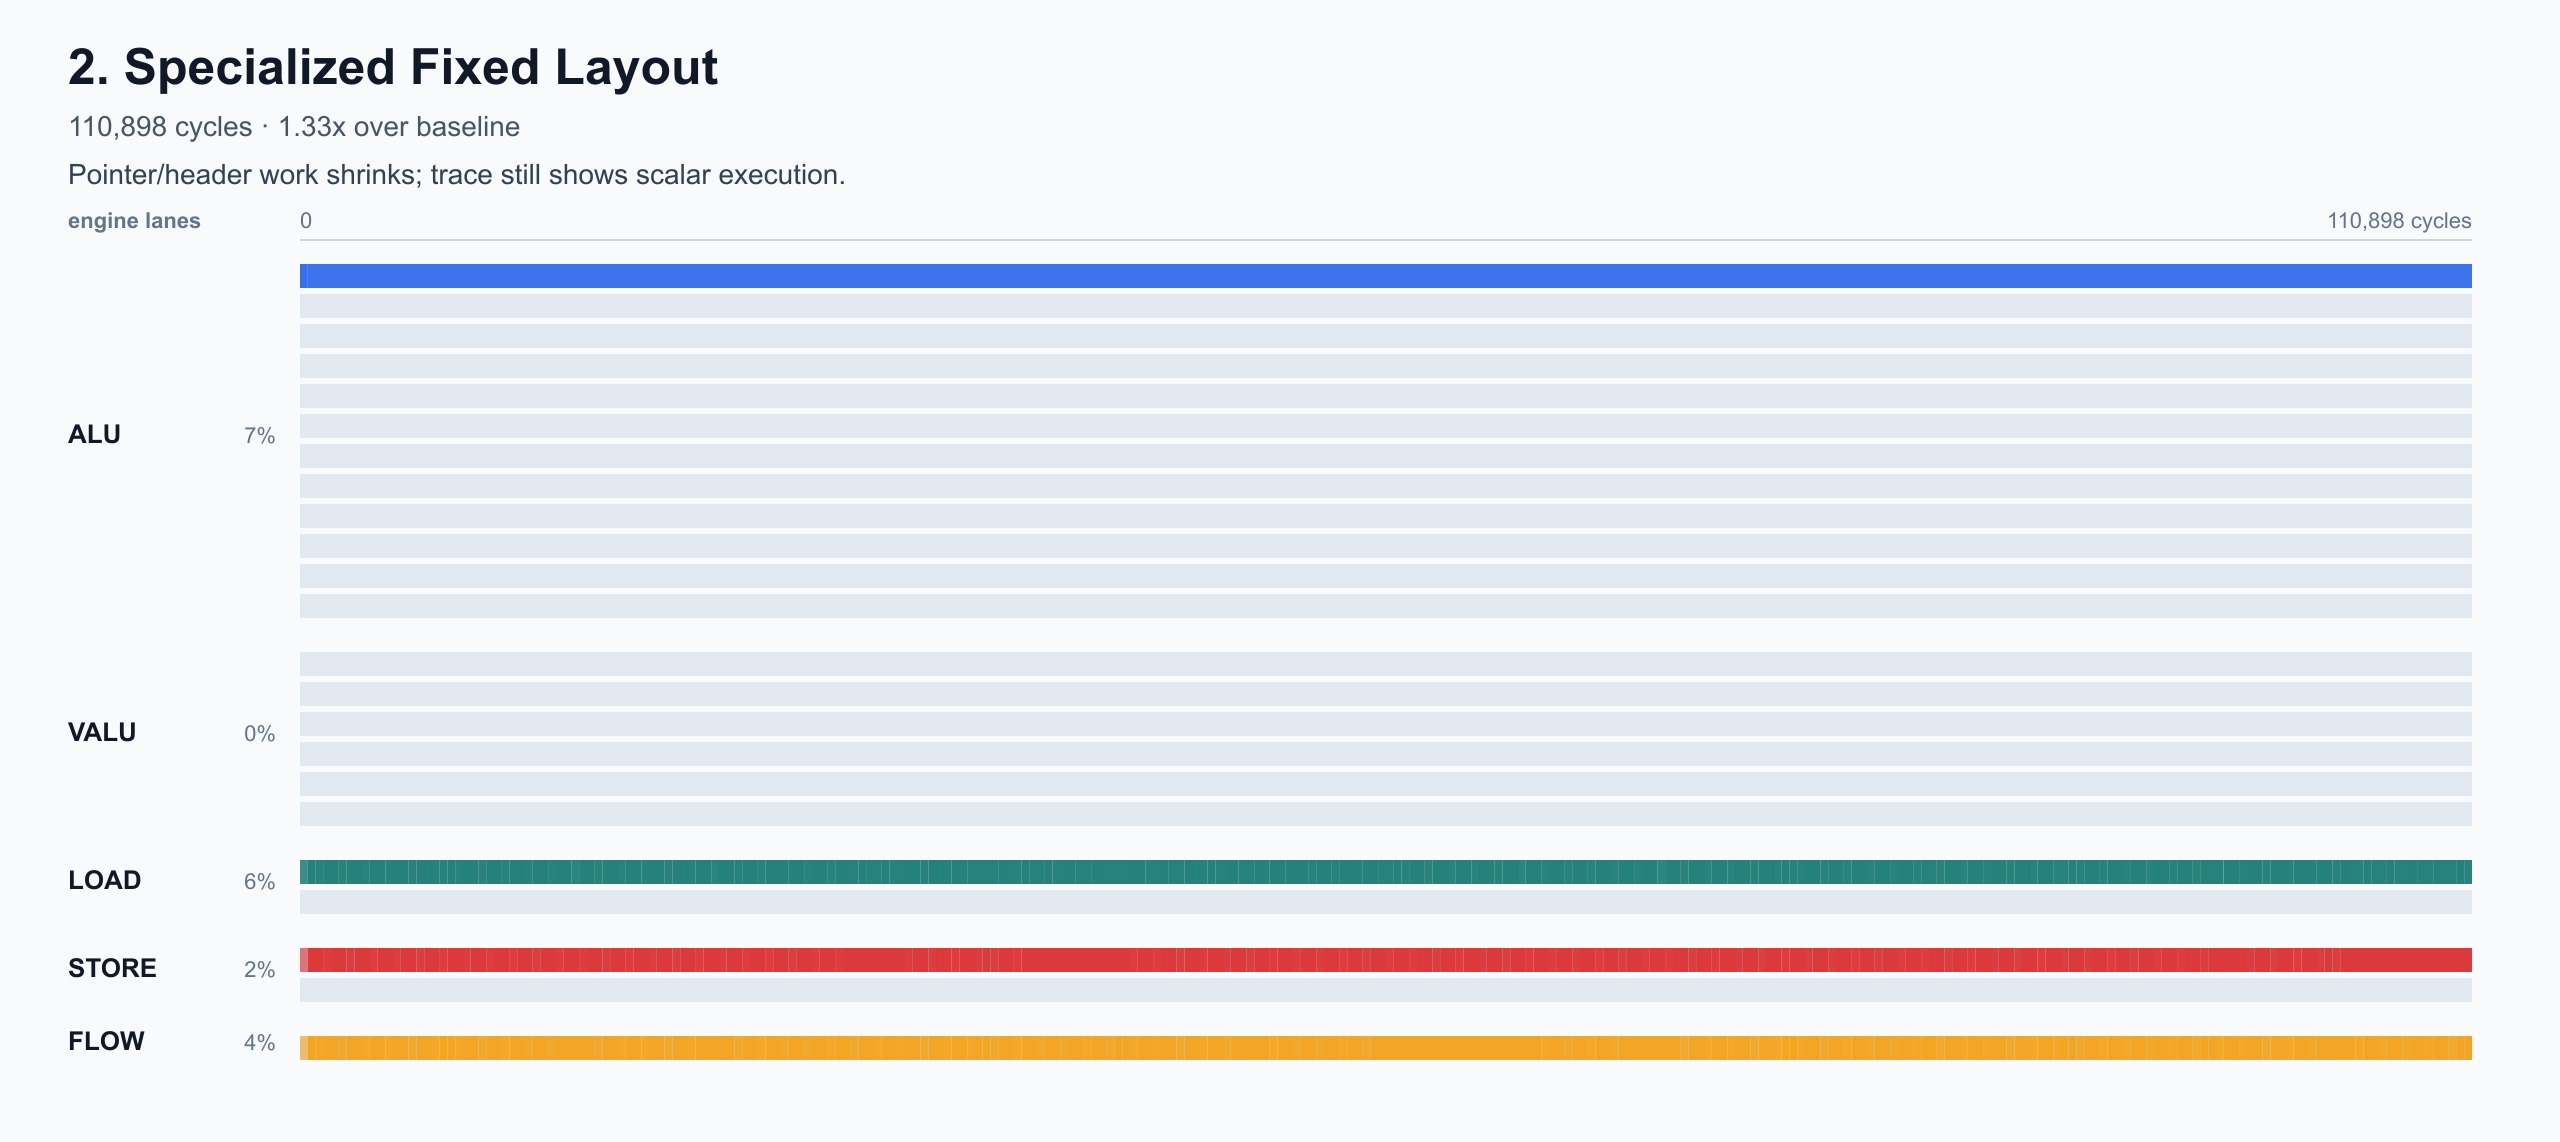 2. Specialized Fixed Layout
110,898 cycles · 1.33x over baseline
Pointer/header work shrinks; trace still shows scalar execution.
engine lanes 0 110,898 cycles
ALU 7%
VALU 0%
LOAD 6%
STORE 2%
FLOW 4%